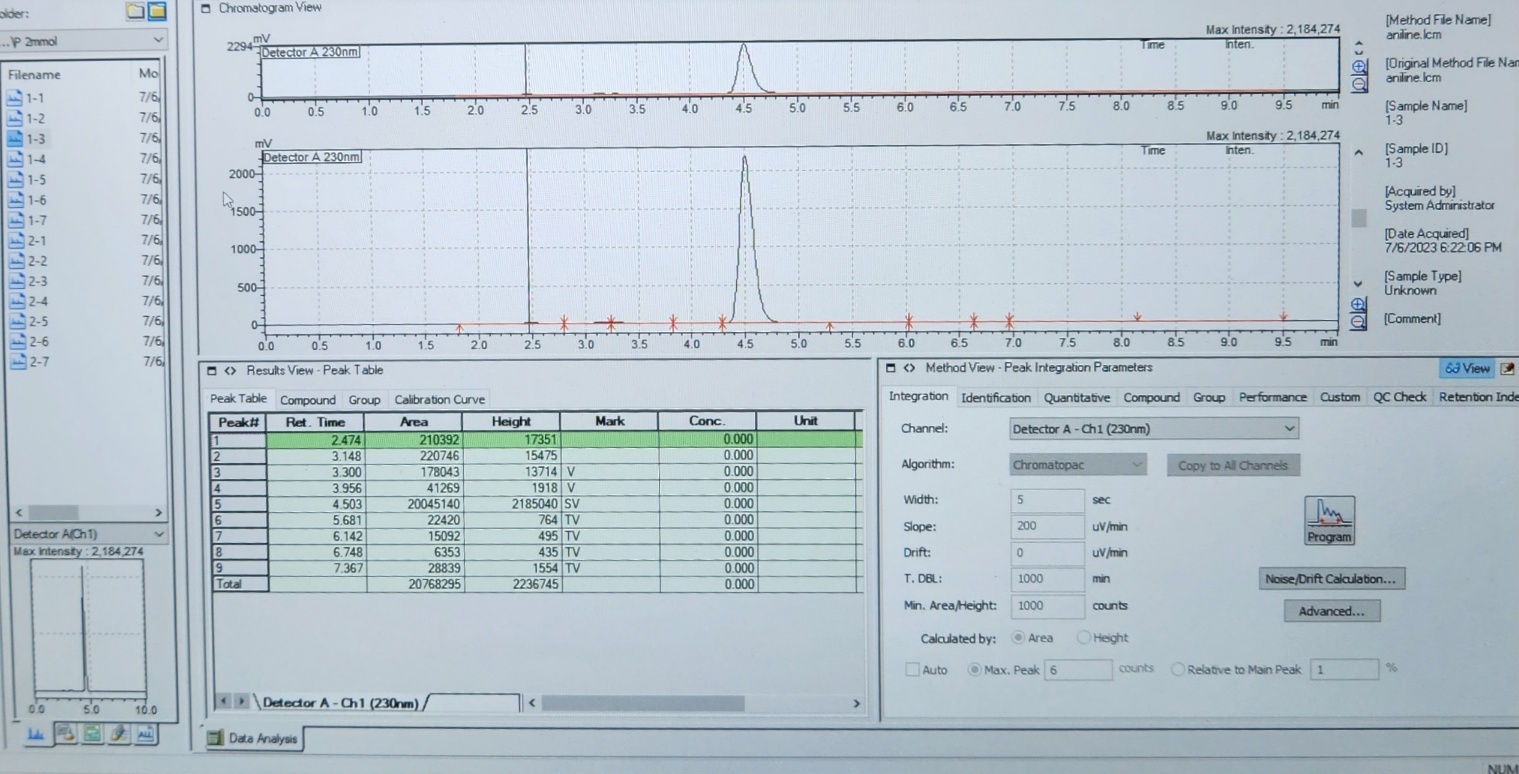 older:
...\P 2mmol
Filename Mo
1-1 7/6
1-2 7/6
1-3 7/6
1-4 7/6
1-5 7/6
1-6 7/6
1-7 7/6
2-1 7/6
2-2 7/6
2-3 7/6
2-4 7/6
2-5 7/6
2-6 7/6
2-7 7/6
Detector A(Ch1)
Max Intensity : 2,184,274
0.0 5.0 10.0
Chromatogram View
mV
Max Intensity : 2,184,274
2294 Detector A 230nm Time Inten.
0
0.0 0.5 1.0 1.5 2.0 2.5 3.0 3.5 4.0 4.5 5.0 5.5 6.0 6.5 7.0 7.5 8.0 8.5 9.0 9.5 min
mV
Max Intensity : 2,184,274
Detector A 230nm Time Inten.
2000
1500
1000
500
0
0.0 0.5 1.0 1.5 2.0 2.5 3.0 3.5 4.0 4.5 5.0 5.5 6.0 6.5 7.0 7.5 8.0 8.5 9.0 9.5 min
[Method File Name]
aniline.lcm
[Original Method File Nar
aniline.lcm
[Sample Name]
1-3
[Sample ID]
1-3
[Acquired by]
System Administrator
[Date Acquired]
7/6/2023 6:22:06 PM
[Sample Type]
Unknown
[Comment]
Results View - Peak Table
Peak Table Compound Group Calibration Curve
Peak# Ret. Time Area Height Mark Conc. Unit
1 2.474 210392 17351 0.000
2 3.148 220746 15475 0.000
3 3.300 178043 13714 V 0.000
4 3.956 41269 1918 V 0.000
5 4.503 20045140 2185040 SV 0.000
6 5.681 22420 764 TV 0.000
7 6.142 15092 495 TV 0.000
8 6.748 6353 435 TV 0.000
9 7.367 28839 1554 TV 0.000
Total 20768295 2236745 0.000
Detector A - Ch1 (230nm)
Data Analysis
Method View - Peak Integration Parameters View
Integration Identification Quantitative Compound Group Performance Custom QC Check Retention Inde
Channel: Detector A - Ch1 (230nm)
Algorithm: Chromatopac Copy to All Channels
Width: 5 sec
Slope: 200 uV/min
Drift: 0 uV/min
T. DBL: 1000 min
Min. Area/Height: 1000 counts
Program
Noise/Drift Calculation...
Advanced...
Calculated by: Area Height
Auto Max. Peak 6 counts Relative to Main Peak 1 %
NUM